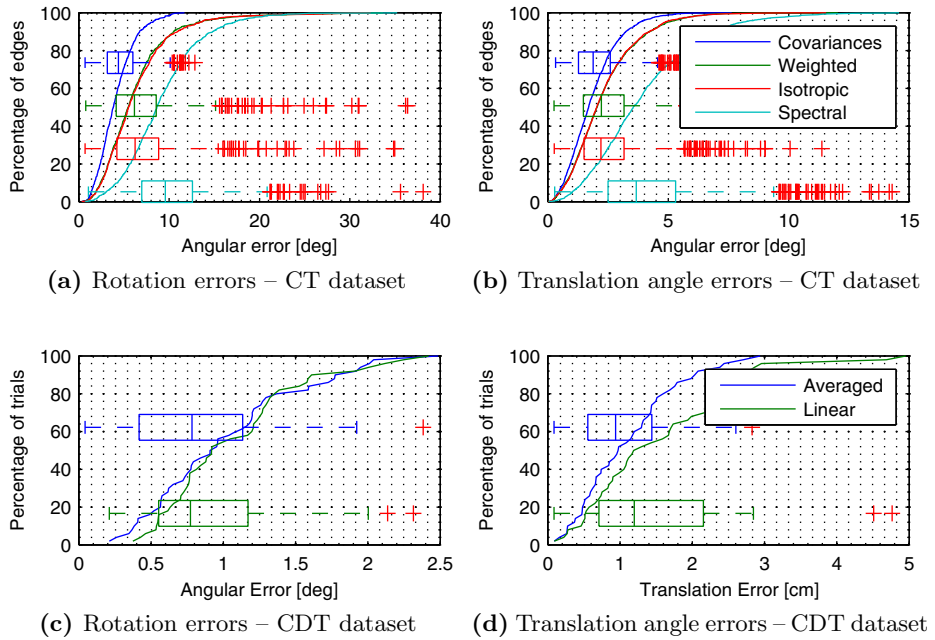 Percentage of edges
100
80
60
40
20
0
0 10 20 30 40
Angular error [deg]
(a) Rotation errors – CT dataset
Percentage of edges
100
80
60
40
20
0
Covariances
Weighted
Isotropic
Spectral
0 5 10 15
Angular error [deg]
(b) Translation angle errors – CT dataset
Percentage of trials
100
80
60
40
20
0
0 0.5 1 1.5 2 2.5
Angular Error [deg]
(c) Rotation errors – CDT dataset
Percentage of trials
100
80
60
40
20
0
Averaged
Linear
0 1 2 3 4 5
Translation Error [cm]
(d) Translation angle errors – CDT dataset